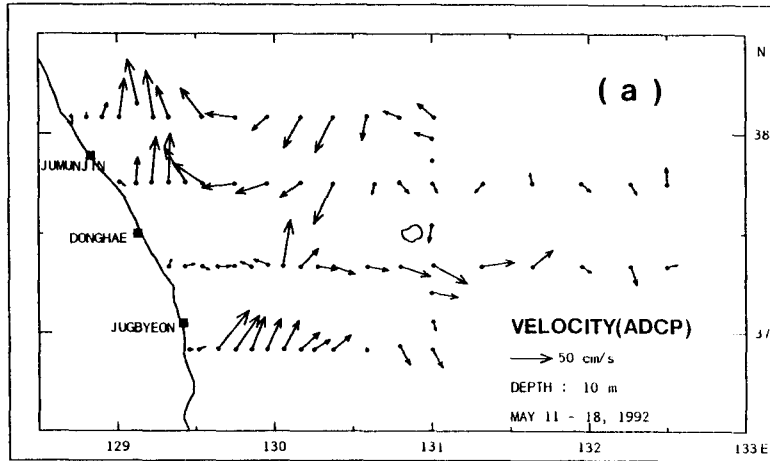 N
( a )
38
JUMUNJIN
DONGHAE
JUGBYEON
37
VELOCITY(ADCP)
50 cm/s
DEPTH : 10 m
MAY 11 - 18, 1992
129 130 131 132 133 E